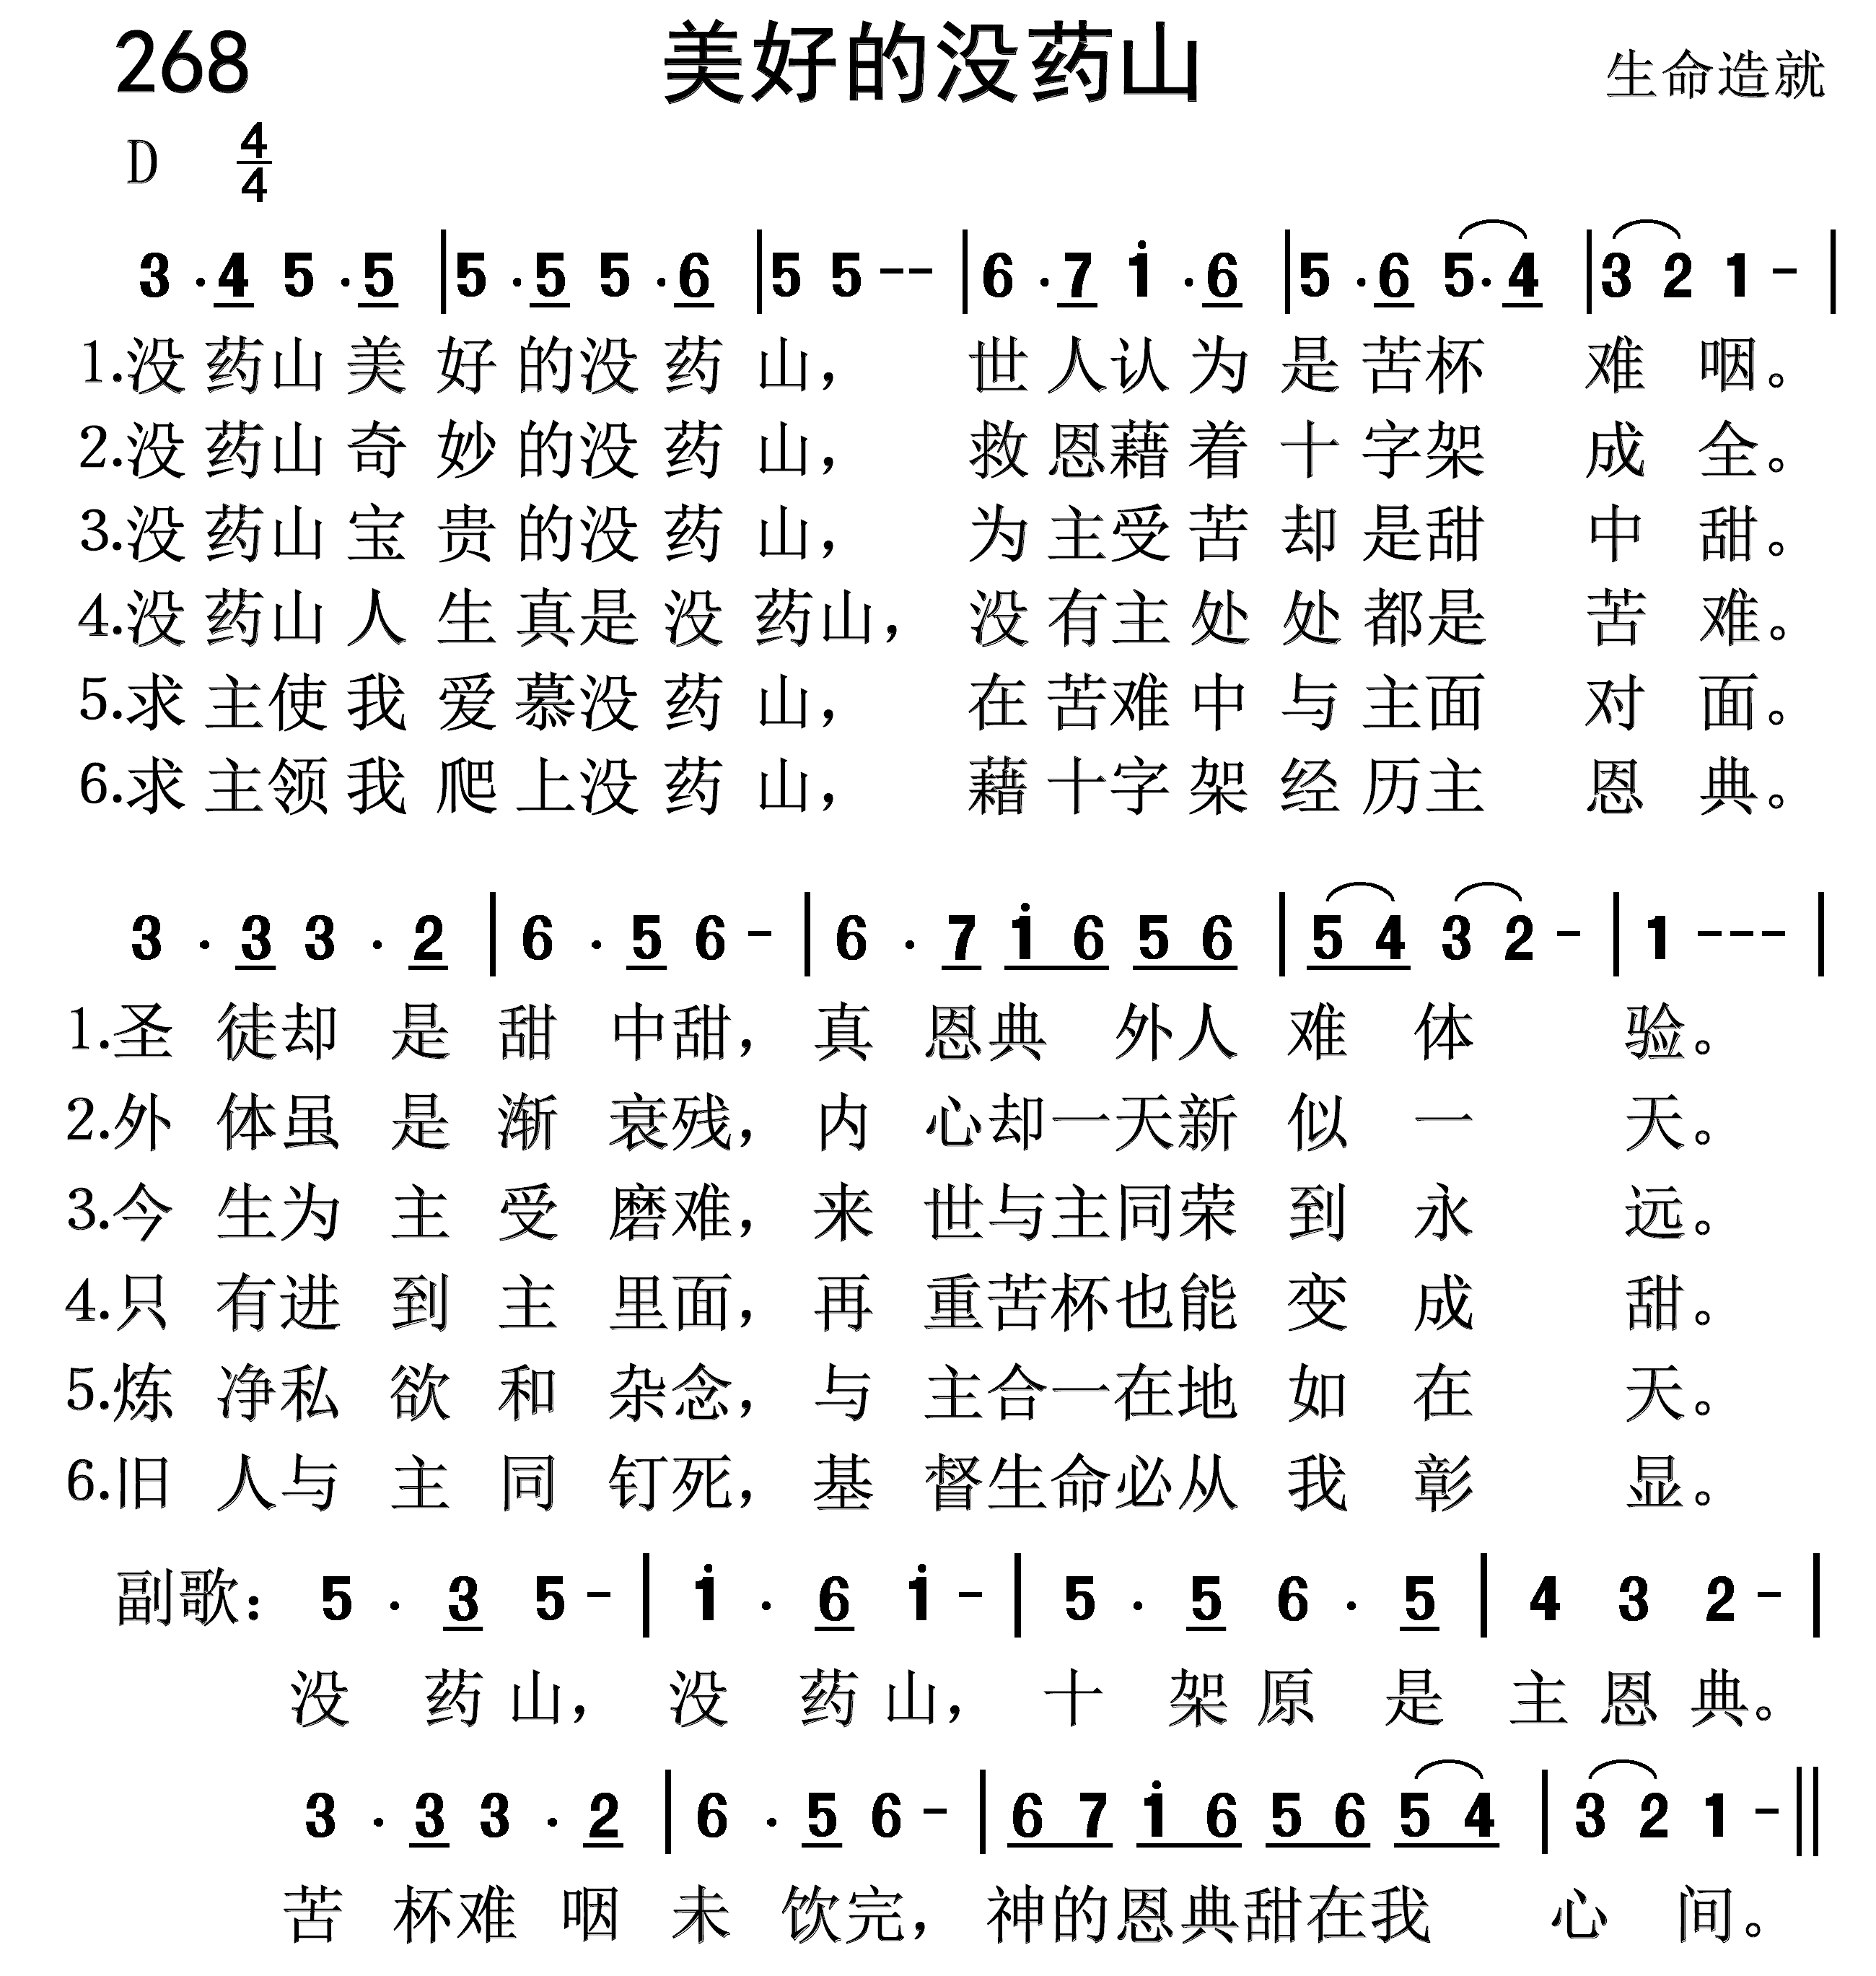 268 美好的没药山 生命造就
D 4/4
3 . 4 5 . 5 | 5 . 5 5 . 6 | 5 5 -- | 6 . 7 i . 6 | 5 . 6 5 . 4 | 3 2 1 - |
1.没药山美好的没药山，世人认为是苦杯难咽。
2.没药山奇妙的没药山，救恩藉着十字架成全。
3.没药山宝贵的没药山，为主受苦却是甜中甜。
4.没药山人生真是没药山，没有主处处都是苦难。
5.求主使我爱慕没药山，在苦难中与主面对面。
6.求主领我爬上没药山，藉十字架经历主恩典。
3 . 3 3 . 2 | 6 . 5 6 - | 6 . 7 i 6 5 6 | 5 4 3 2 - | 1 --- |
1.圣徒却是甜中甜，真恩典外人难体验。
2.外体虽是渐衰残，内心却一天新似一天。
3.今生为主受磨难，来世与主同荣到永远。
4.只有进到主里面，再重苦杯也能变成甜。
5.炼净私欲和杂念，与主合一在地如在天。
6.旧人与主同钉死，基督生命必从我彰显。
副歌： 5 . 3 5 - | i . 6 i - | 5 . 5 6 . 5 | 4 3 2 - |
没药山，没药山，十架原是主恩典。
3 . 3 3 . 2 | 6 . 5 6 - | 6 7 i 6 5 6 5 4 | 3 2 1 - ||
苦杯难咽未饮完，神的恩典甜在我心间。